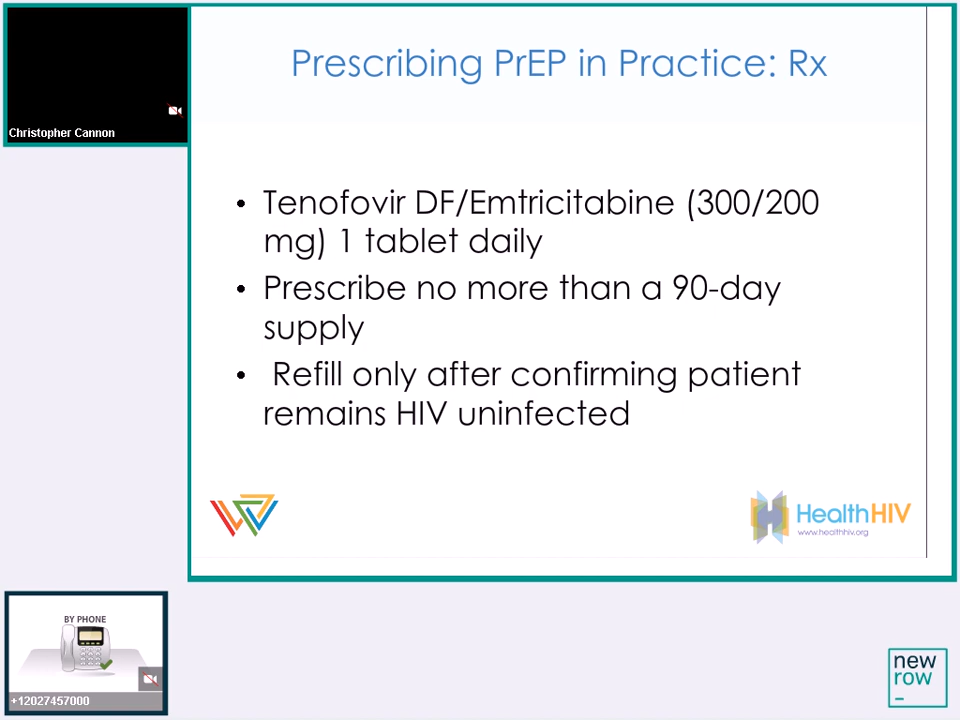 Christopher Cannon
Prescribing PrEP in Practice: Rx
• Tenofovir DF/Emtricitabine (300/200
mg) 1 tablet daily
• Prescribe no more than a 90-day
supply
• Refill only after confirming patient
remains HIV uninfected
HealthHIV
www.healthhiv.org
BY PHONE
+12027457000
new
row